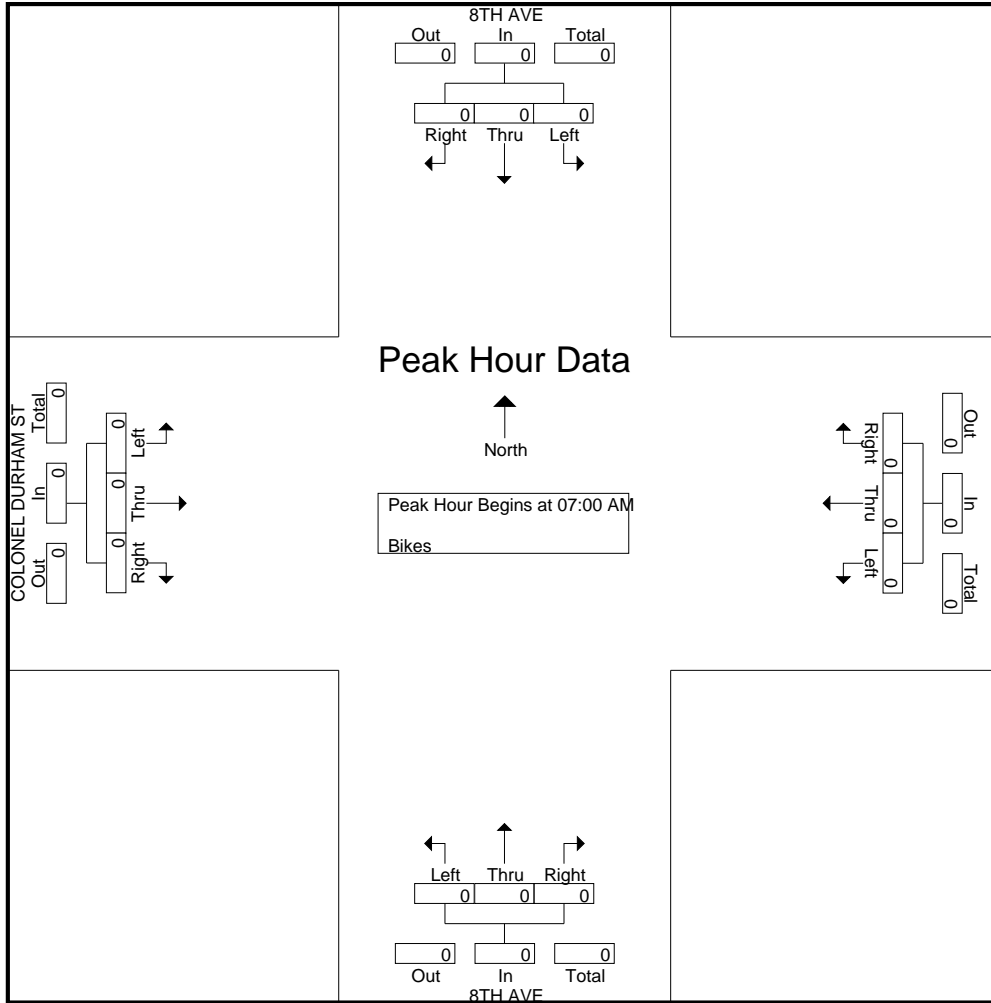 8TH AVE
Out In Total
0 0 0
0 0 0
Right Thru Left
Peak Hour Data
North
Peak Hour Begins at 07:00 AM
Bikes
COLONEL DURHAM ST
Out In Total
0 0 0
0 0 0
Right Thru Left
Out In Total
0 0 0
0 0 0
Right Thru Left
Left Thru Right
0 0 0
0 0 0
Out In Total
8TH AVE